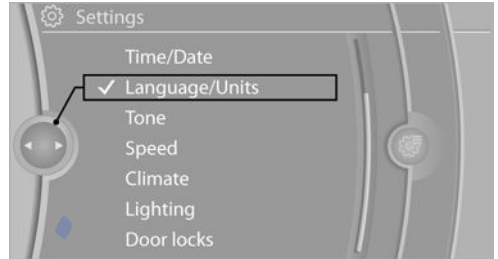 Settings
Time/Date
✓ Language/Units
Tone
Speed
Climate
Lighting
Door locks